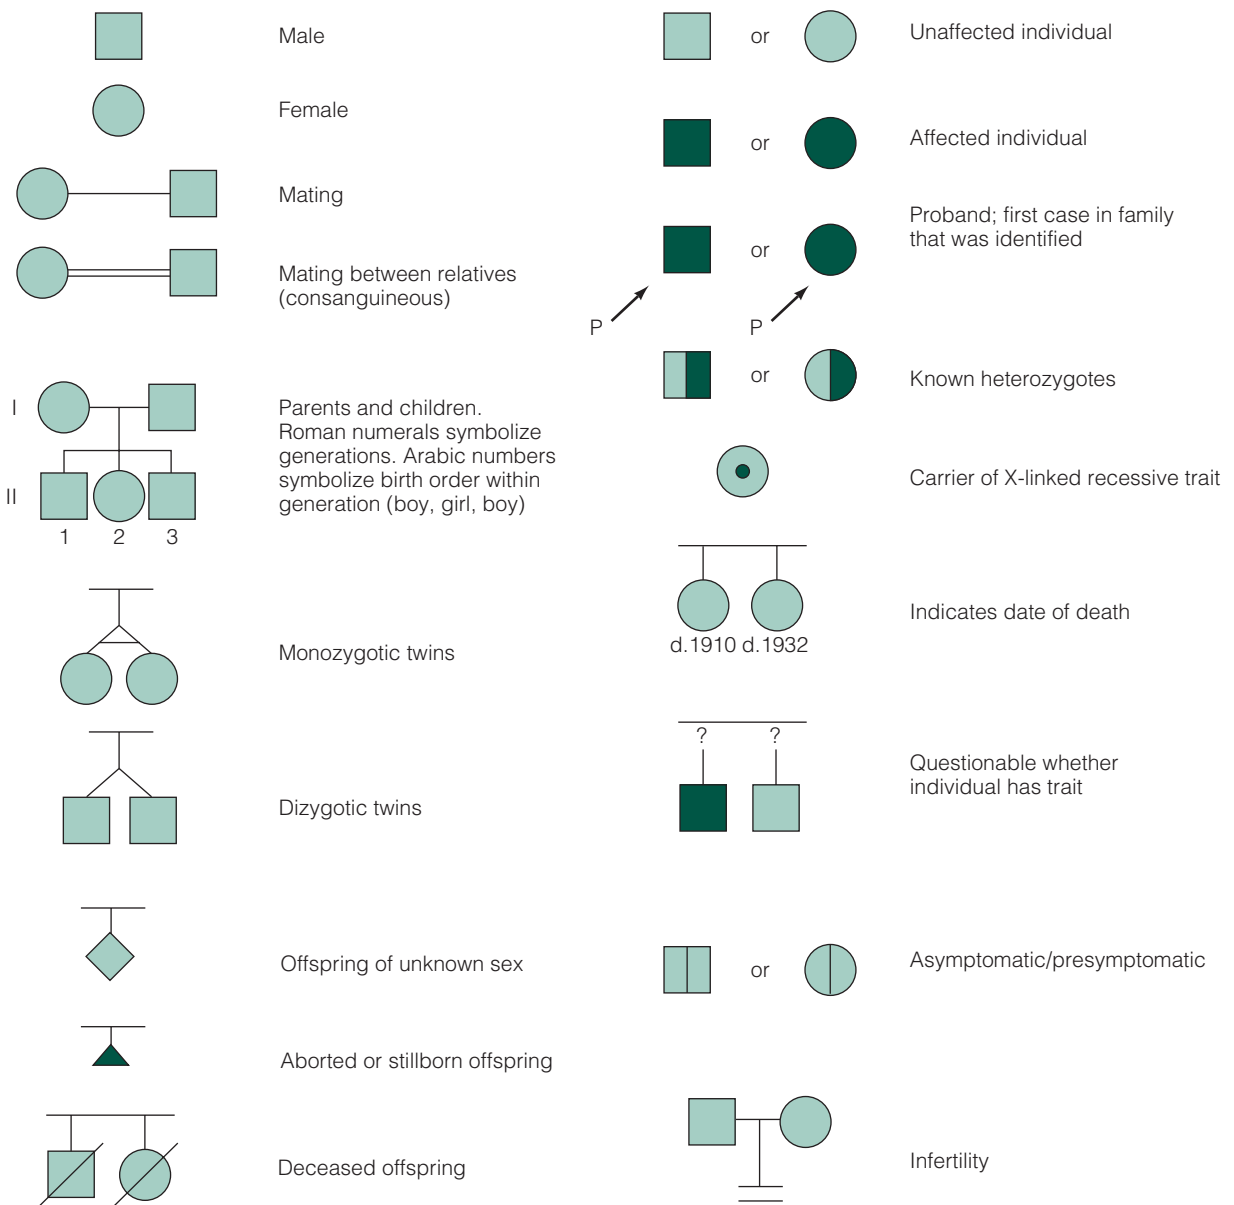 Male
Female
Mating
Mating between relatives
(consanguineous)
I
II
1 2 3
Parents and children.
Roman numerals symbolize
generations. Arabic numbers
symbolize birth order within
generation (boy, girl, boy)
Monozygotic twins
Dizygotic twins
Offspring of unknown sex
Aborted or stillborn offspring
Deceased offspring
or
Unaffected individual
or
Affected individual
or
P
P
Proband; first case in family
that was identified
or
Known heterozygotes
Carrier of X-linked recessive trait
d.1910 d.1932
Indicates date of death
? ?
Questionable whether
individual has trait
or
Asymptomatic/presymptomatic
Infertility